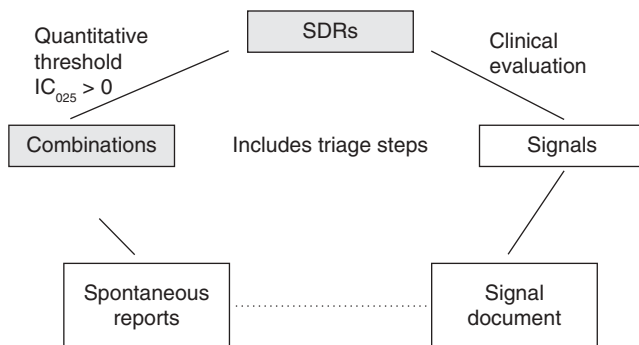 SDRs
Quantitative
threshold
IC₀₂₅ > 0
Clinical
evaluation
Combinations
Includes triage steps
Signals
Spontaneous
reports
Signal
document